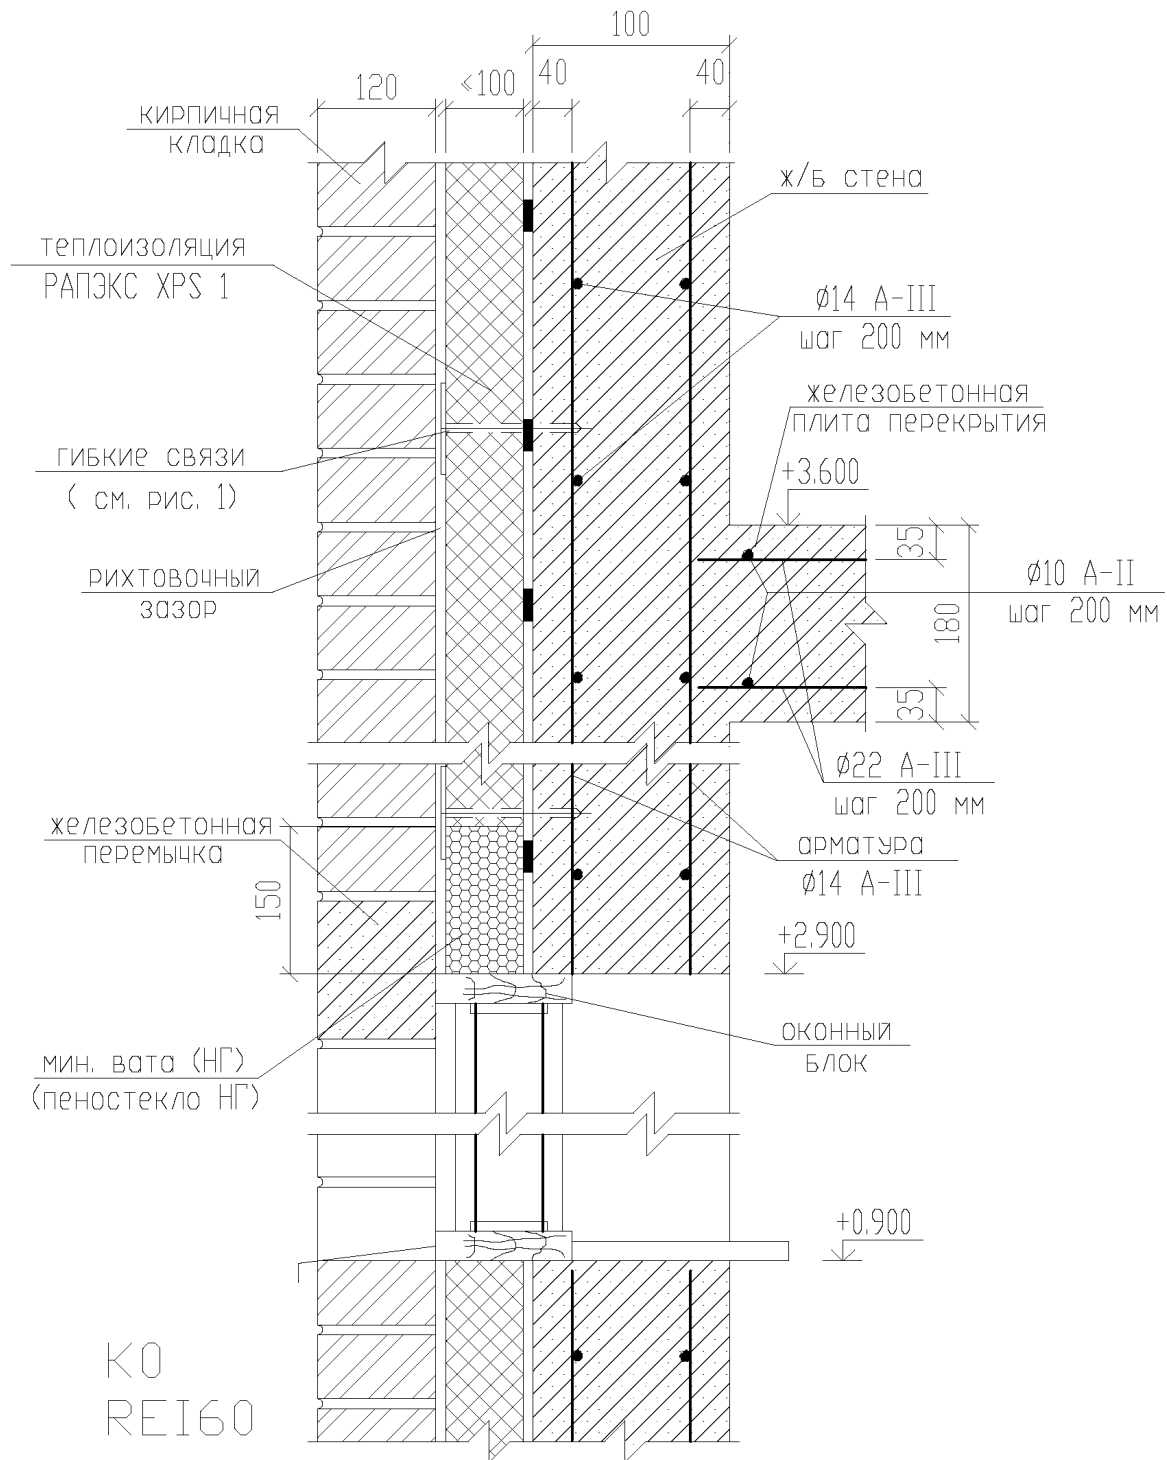 100
120
≤100
40
40
КИРПИЧНАЯ
КЛАДКА
Ж/Б СТЕНА
ТЕПЛОИЗОЛЯЦИЯ
РАПЭКС XPS 1
Ø14 А-III
шаг 200 мм
ЖЕЛЕЗОБЕТОННАЯ
ПЛИТА ПЕРЕКРЫТИЯ
ГИБКИЕ СВЯЗИ
( СМ. РИС. 1)
+3.600
35
РИХТОВОЧНЫЙ
ЗАЗОР
Ø10 А-II
шаг 200 мм
180
35
Ø22 А-III
шаг 200 мм
ЖЕЛЕЗОБЕТОННАЯ
ПЕРЕМЫЧКА
АРМАТУРА
Ø14 А-III
150
+2.900
ОКОННЫЙ
БЛОК
МИН. ВАТА (НГ)
(ПЕНОСТЕКЛО НГ)
+0.900
К0
REI60